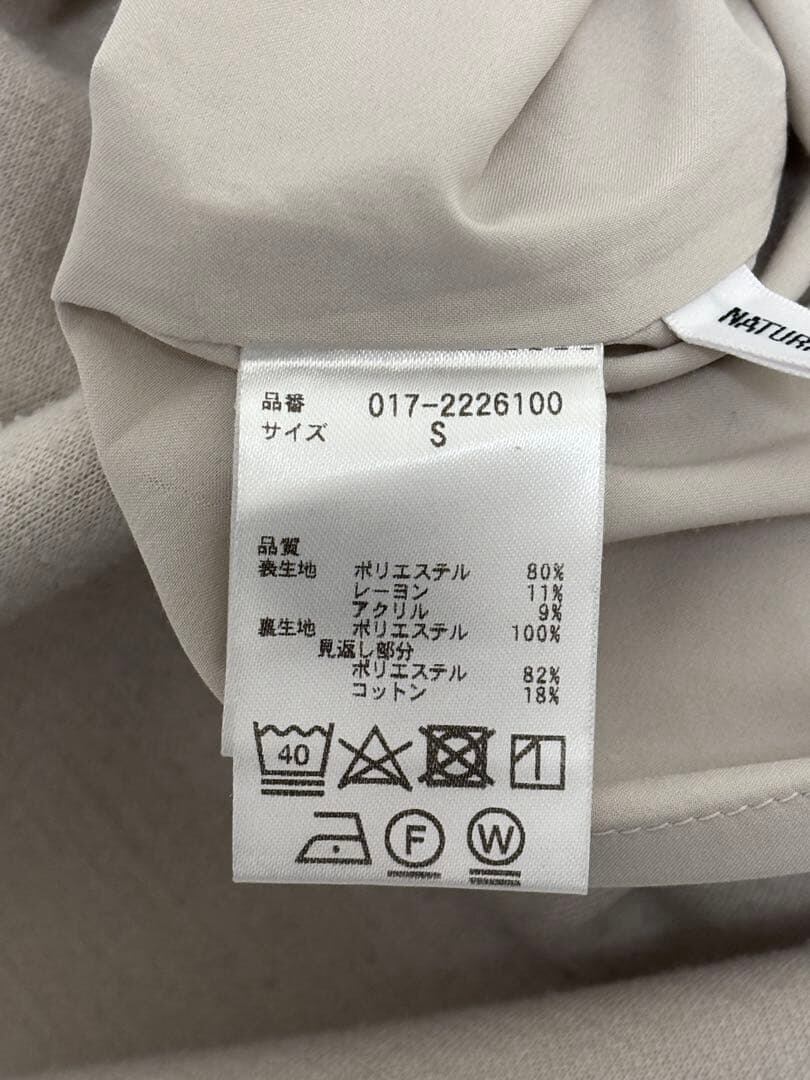 NATUR
品番 017-2226100
サイズ S
品質
表生地 ポリエステル 80%
レーヨン 11%
アクリル 9%
裏生地 ポリエステル 100%
見返し部分
ポリエステル 82%
コットン 18%
40
F
W